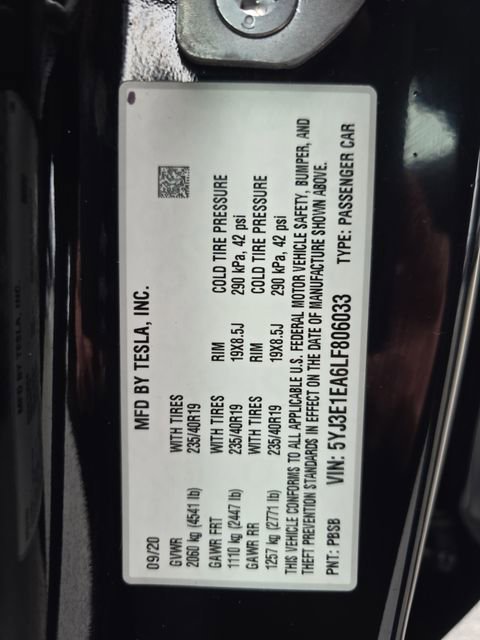 MFD BY TESLA, INC.
09/20
GVWR WITH TIRES RIM COLD TIRE PRESSURE
2060 kg (4541 lb) 235/40R19 19X8.5J 290 kPa, 42 psi
GAWR FRT WITH TIRES RIM COLD TIRE PRESSURE
1110 kg (2447 lb) 235/40R19 19X8.5J 290 kPa, 42 psi
GAWR RR WITH TIRES
1257 kg (2771 lb) 235/40R19
THIS VEHICLE CONFORMS TO ALL APPLICABLE U.S. FEDERAL MOTOR VEHICLE SAFETY, BUMPER, AND
THEFT PREVENTION STANDARDS IN EFFECT ON THE DATE OF MANUFACTURE SHOWN ABOVE.
PNT: PBSB VIN: 5YJ3E1EA6LF806033 TYPE: PASSENGER CAR